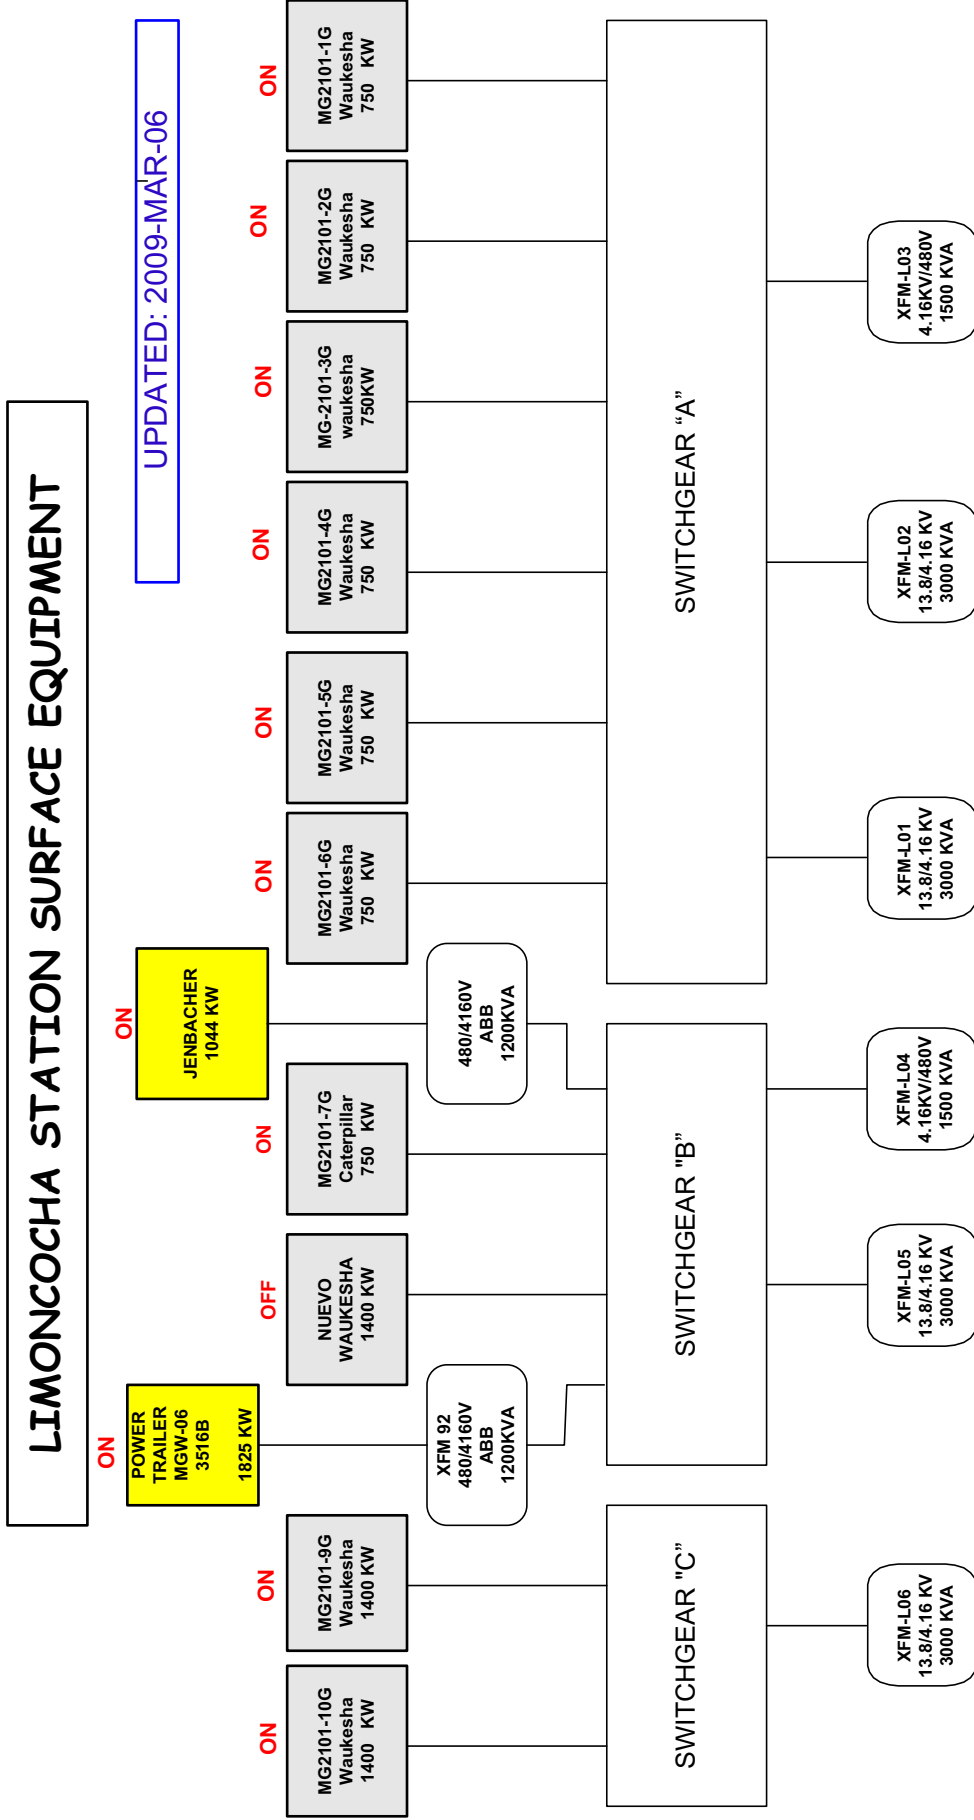 LIMONCOCHA STATION SURFACE EQUIPMENT
UPDATED: 2009-MAR-06
ON
POWER
TRAILER
MGW-06
3516B
1825 KW
ON
JENBACHER
1044 KW
ON
MG2101-10G
Waukesha
1400 KW
ON
MG2101-9G
Waukesha
1400 KW
OFF
NUEVO
WAUKESHA
1400 KW
ON
MG2101-7G
Caterpillar
750 KW
ON
MG2101-6G
Waukesha
750 KW
ON
MG2101-5G
Waukesha
750 KW
ON
MG2101-4G
Waukesha
750 KW
ON
MG-2101-3G
waukesha
750KW
ON
MG2101-2G
Waukesha
750 KW
ON
MG2101-1G
Waukesha
750 KW
XFM 92
480/4160V
ABB
1200KVA
480/4160V
ABB
1200KVA
SWITCHGEAR "C”
SWITCHGEAR "B”
SWITCHGEAR “A”
XFM-L06
13.8/4.16 KV
3000 KVA
XFM-L05
13.8/4.16 KV
3000 KVA
XFM-L04
4.16KV/480V
1500 KVA
XFM-L01
13.8/4.16 KV
3000 KVA
XFM-L02
13.8/4.16 KV
3000 KVA
XFM-L03
4.16KV/480V
1500 KVA